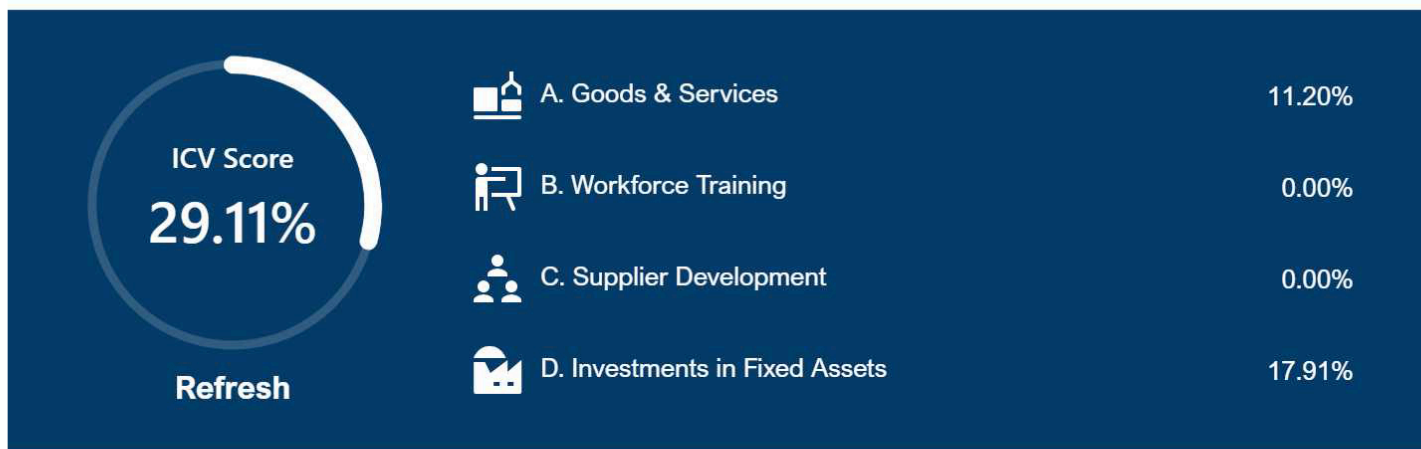 ICV Score
29.11%
Refresh
A. Goods & Services 11.20%
B. Workforce Training 0.00%
C. Supplier Development 0.00%
D. Investments in Fixed Assets 17.91%